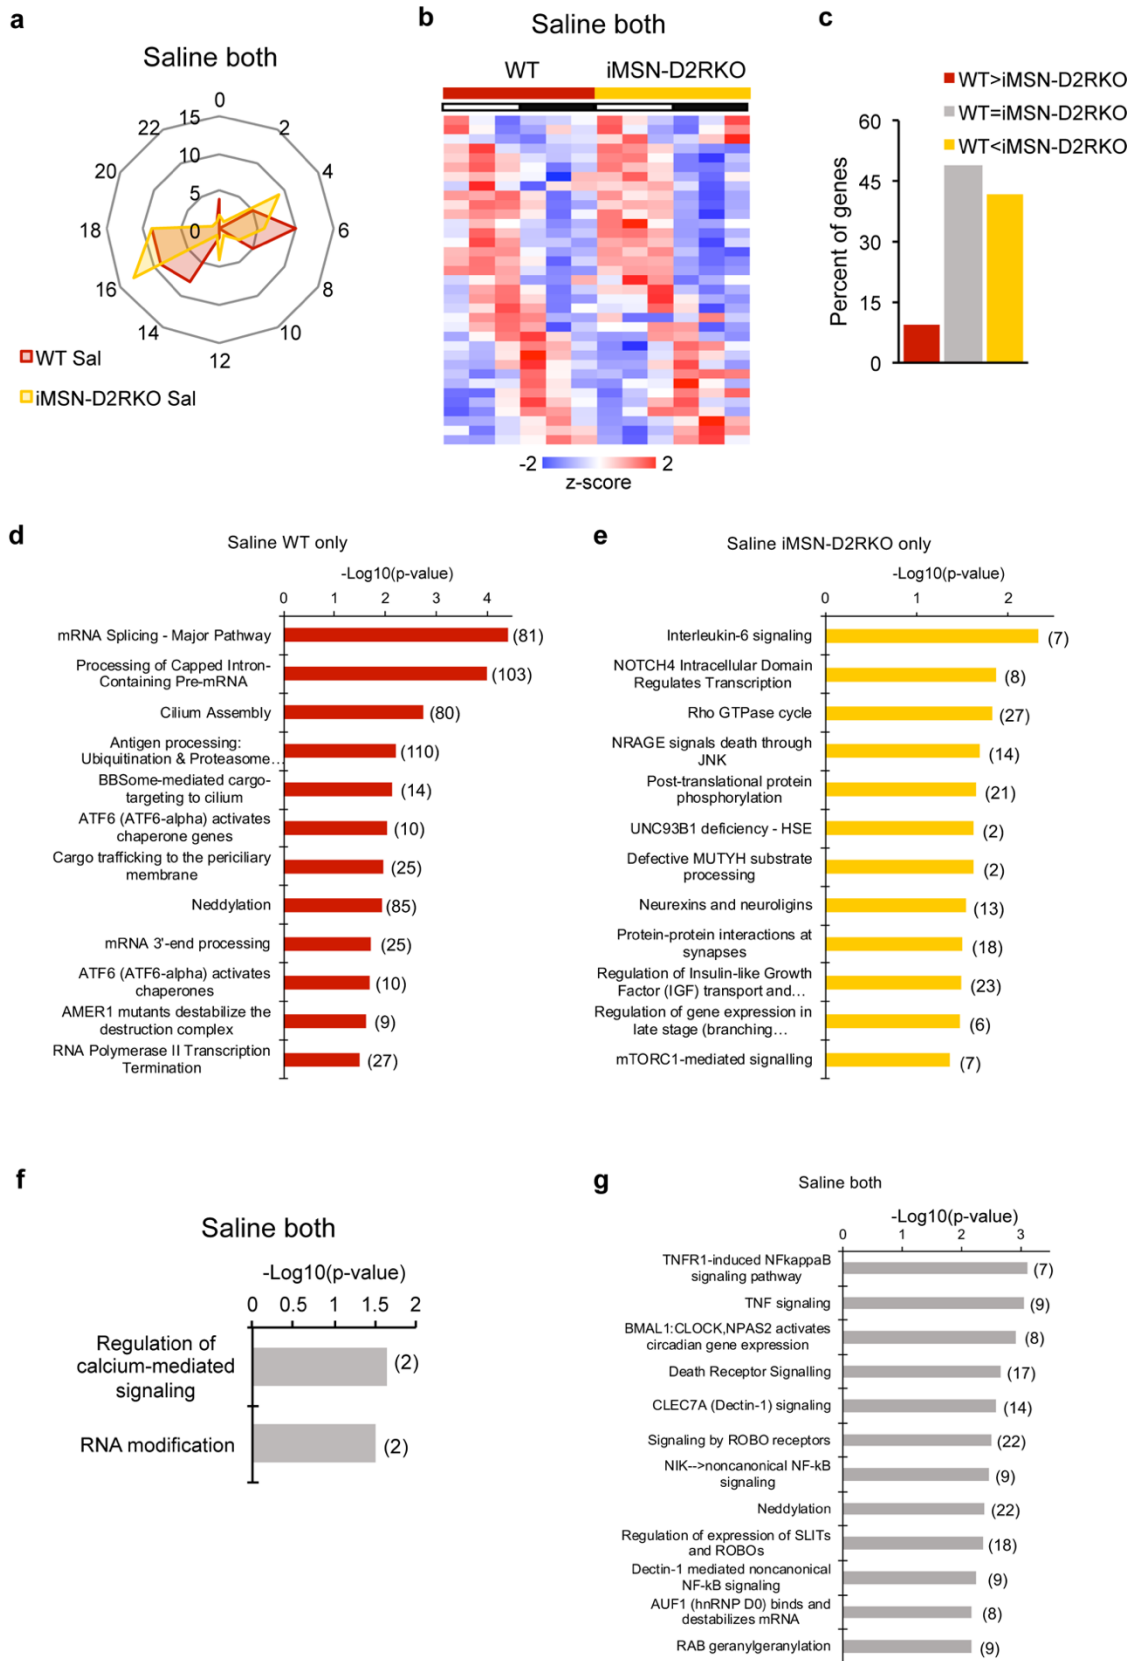 a
Saline both
0
2
4
6
8
10
12
14
16
18
20
22
15
10
5
0
WT Sal
iMSN-D2RKO Sal
b
Saline both
WT
iMSN-D2RKO
-2
2
z-score
c
WT>iMSN-D2RKO
WT=iMSN-D2RKO
WT<iMSN-D2RKO
Percent of genes
60
45
30
15
0
d
Saline WT only
-Log10(p-value)
0 1 2 3 4
mRNA Splicing - Major Pathway
(81)
Processing of Capped Intron-
Containing Pre-mRNA
(103)
Cilium Assembly
(80)
Antigen processing:
Ubiquitination & Proteasome...
(110)
BBSome-mediated cargo-
targeting to cilium
(14)
ATF6 (ATF6-alpha) activates
chaperone genes
(10)
Cargo trafficking to the periciliary
membrane
(25)
Neddylation
(85)
mRNA 3'-end processing
(25)
ATF6 (ATF6-alpha) activates
chaperones
(10)
AMER1 mutants destabilize the
destruction complex
(9)
RNA Polymerase II Transcription
Termination
(27)
e
Saline iMSN-D2RKO only
-Log10(p-value)
0 1 2
Interleukin-6 signaling
(7)
NOTCH4 Intracellular Domain
Regulates Transcription
(8)
Rho GTPase cycle
(27)
NRAGE signals death through
JNK
(14)
Post-translational protein
phosphorylation
(21)
UNC93B1 deficiency - HSE
(2)
Defective MUTYH substrate
processing
(2)
Neurexins and neuroligins
(13)
Protein-protein interactions at
synapses
(18)
Regulation of Insulin-like Growth
Factor (IGF) transport and...
(23)
Regulation of gene expression in
late stage (branching...
(6)
mTORC1-mediated signalling
(7)
f
Saline both
-Log10(p-value)
0 0.5 1 1.5 2
Regulation of
calcium-mediated
signaling
(2)
RNA modification
(2)
g
Saline both
-Log10(p-value)
0 1 2 3
TNFR1-induced NFkappaB
signaling pathway
(7)
TNF signaling
(9)
BMAL1:CLOCK,NPAS2 activates
circadian gene expression
(8)
Death Receptor Signalling
(17)
CLEC7A (Dectin-1) signaling
(14)
Signaling by ROBO receptors
(22)
NIK-->noncanonical NF-kB
signaling
(9)
Neddylation
(22)
Regulation of expression of SLITs
and ROBOs
(18)
Dectin-1 mediated noncanonical
NF-kB signaling
(9)
AUF1 (hnRNP D0) binds and
destabilizes mRNA
(8)
RAB geranylgeranylation
(9)